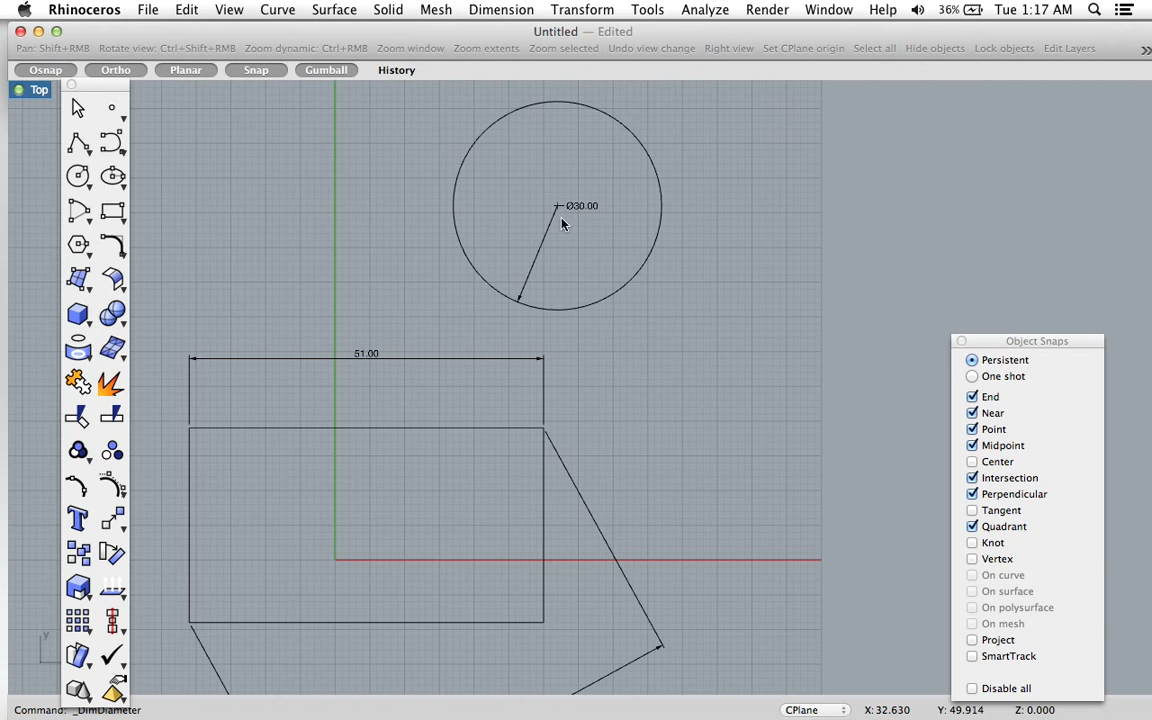 Rhinoceros File Edit View Curve Surface Solid Mesh Dimension Transform Tools Analyze Render Window Help 36% Tue 1:17 AM
Untitled — Edited
Pan: Shift+RMB Rotate view: Ctrl+Shift+RMB Zoom dynamic: Ctrl+RMB Zoom window Zoom extents Zoom selected Undo view change Right view Set CPlane origin Select all Hide objects Lock objects Edit Layers
Osnap Ortho Planar Snap Gumball History
Top
Ø30.00
51.00
Object Snaps
Persistent
One shot
End
Near
Point
Midpoint
Center
Intersection
Perpendicular
Tangent
Quadrant
Knot
Vertex
On curve
On surface
On polysurface
On mesh
Project
SmartTrack
Disable all
y
Command: _DimDiameter CPlane X: 32.630 Y: 49.914 Z: 0.000